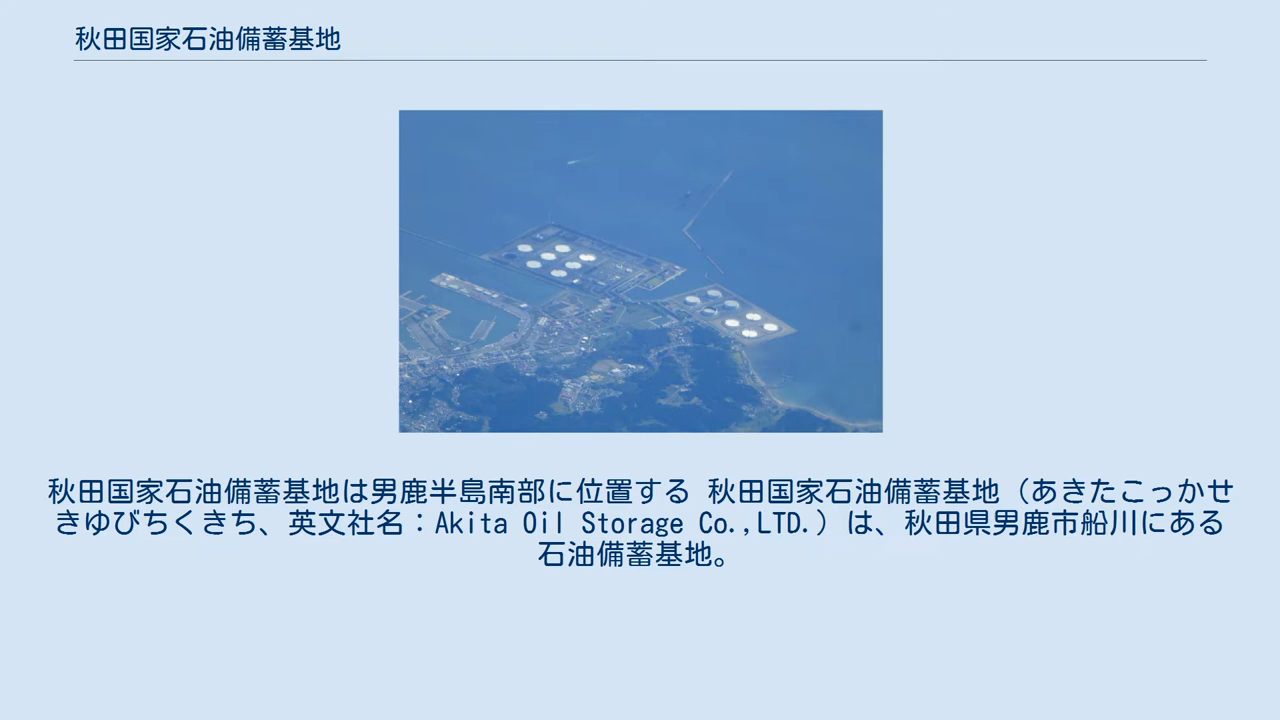 秋田国家石油備蓄基地
秋田国家石油備蓄基地は男鹿半島南部に位置する 秋田国家石油備蓄基地（あきたこっかせ
きゆびちくきち、英文社名：Akita Oil Storage Co.,LTD.）は、秋田県男鹿市船川にある
石油備蓄基地。